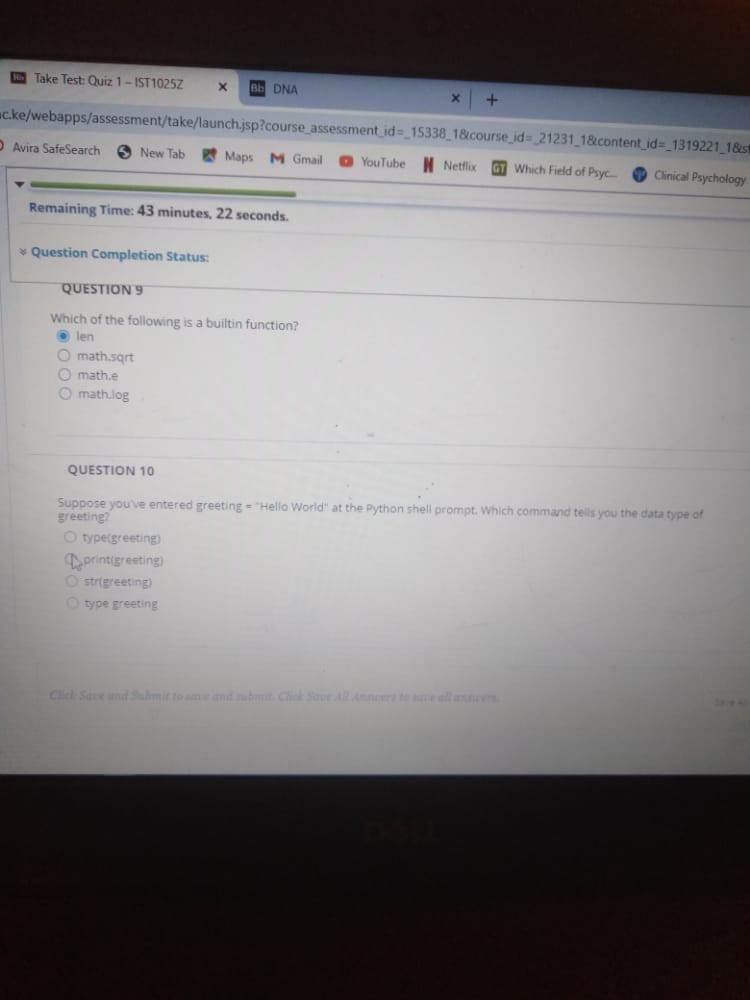 Take Test: Quiz 1 – IST1025Z
Bb DNA
c.ke/webapps/assessment/take/launch.jsp?course_assessment_id=_15338_1&course_id=_21231_1&content_id=_1319221_1&st
Avira SafeSearch New Tab Maps Gmail YouTube Netflix GT Which Field of Psyc... Clinical Psychology
Remaining Time: 43 minutes, 22 seconds.
Question Completion Status:
QUESTION 9
Which of the following is a builtin function?
len
math.sqrt
math.e
math.log
QUESTION 10
Suppose you've entered greeting = "Hello World" at the Python shell prompt. Which command tells you the data type of
greeting?
type(greeting)
print(greeting)
str(greeting)
type greeting
Click Save and Submit to save and submit. Click Save All Answers to save all answers.
DELL